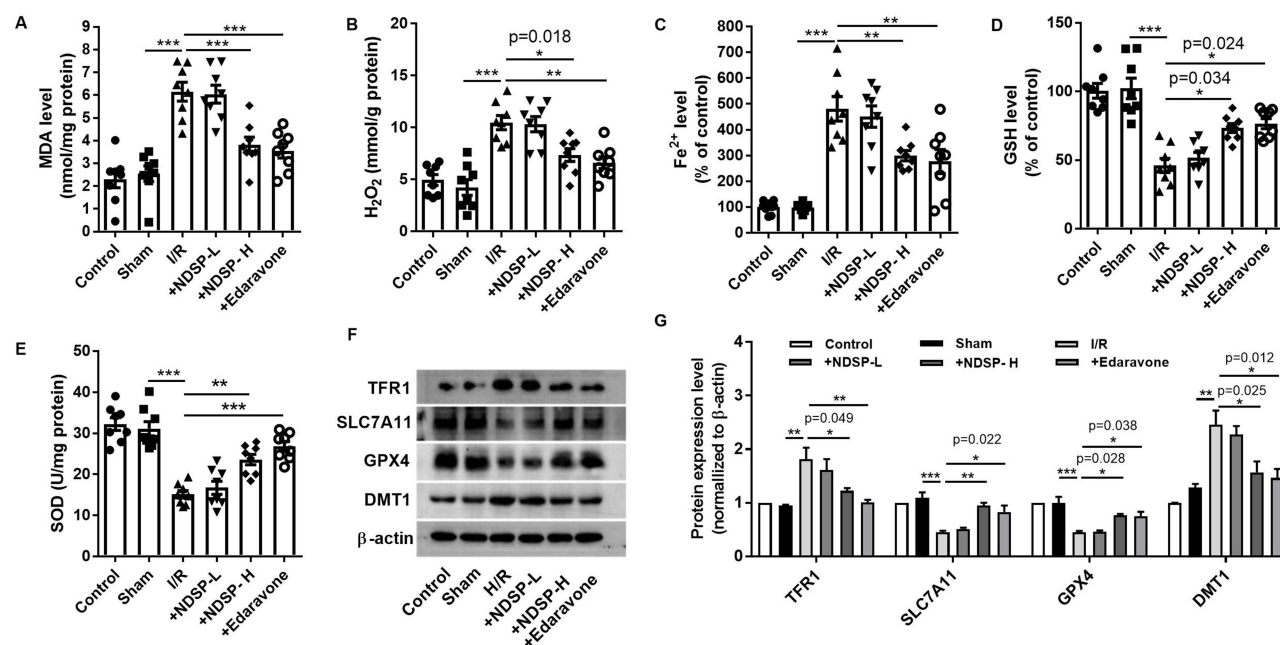 A
MDA level
(nmol/mg protein)
9
8
7
6
5
4
3
2
1
0
***
***
***
Control
Sham
I/R
+NDSP-L
+NDSP- H
+Edaravone
B
H₂O₂ (mmol/g protein)
20
15
10
5
0
p=0.018
*
***
**
Control
Sham
I/R
+NDSP-L
+NDSP- H
+Edaravone
C
Fe²⁺ level
(% of control)
800
700
600
500
400
300
200
100
0
**
***
**
Control
Sham
I/R
+NDSP-L
+NDSP- H
+Edaravone
D
GSH level
(% of control)
150
100
50
0
***
p=0.024
*
p=0.034
*
Control
Sham
I/R
+NDSP-L
+NDSP- H
+Edaravone
E
SOD (U/mg protein)
50
40
30
20
10
0
***
**
***
Control
Sham
I/R
+NDSP-L
+NDSP- H
+Edaravone
F
TFR1
SLC7A11
GPX4
DMT1
β-actin
Control
Sham
H/R
+NDSP-L
+NDSP-H
+Edaravone
G
Protein expression level
(normalized to β-actin)
4
3
2
1
0
Control
Sham
I/R
+NDSP-L
+NDSP- H
+Edaravone
**
p=0.049
**
*
p=0.022
*
***
**
p=0.038
*
p=0.028
***
*
p=0.012
*
p=0.025
**
*
TFR1
SLC7A11
GPX4
DMT1